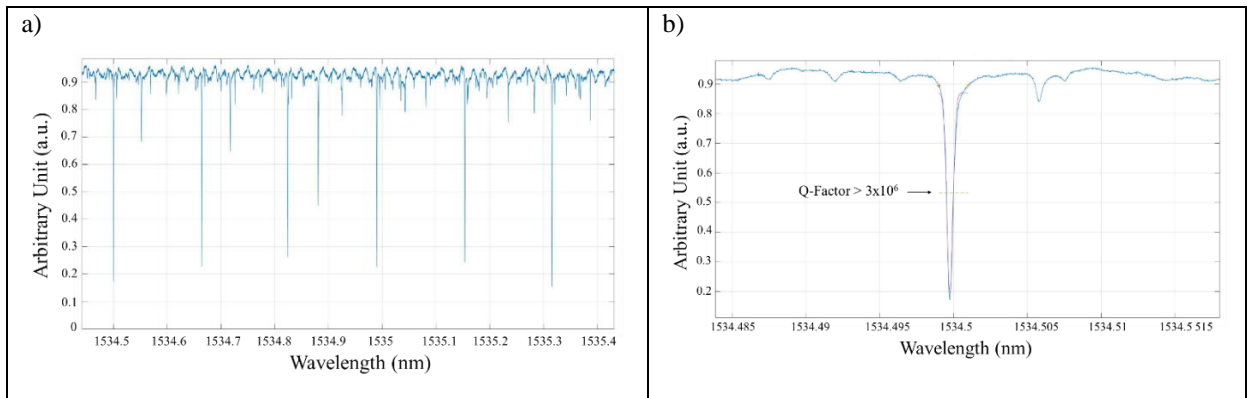 a)
0.9
0.8
0.7
0.6
0.5
0.4
0.3
0.2
0.1
0
Arbitrary Unit (a.u.)
1534.5 1534.6 1534.7 1534.8 1534.9 1535 1535.1 1535.2 1535.3 1535.4
Wavelength (nm)
b)
0.9
0.8
0.7
0.6
0.5
0.4
0.3
0.2
Arbitrary Unit (a.u.)
Q-Factor > 3x10⁶
1534.485 1534.49 1534.495 1534.5 1534.505 1534.51 1534.5 515
Wavelength (nm)